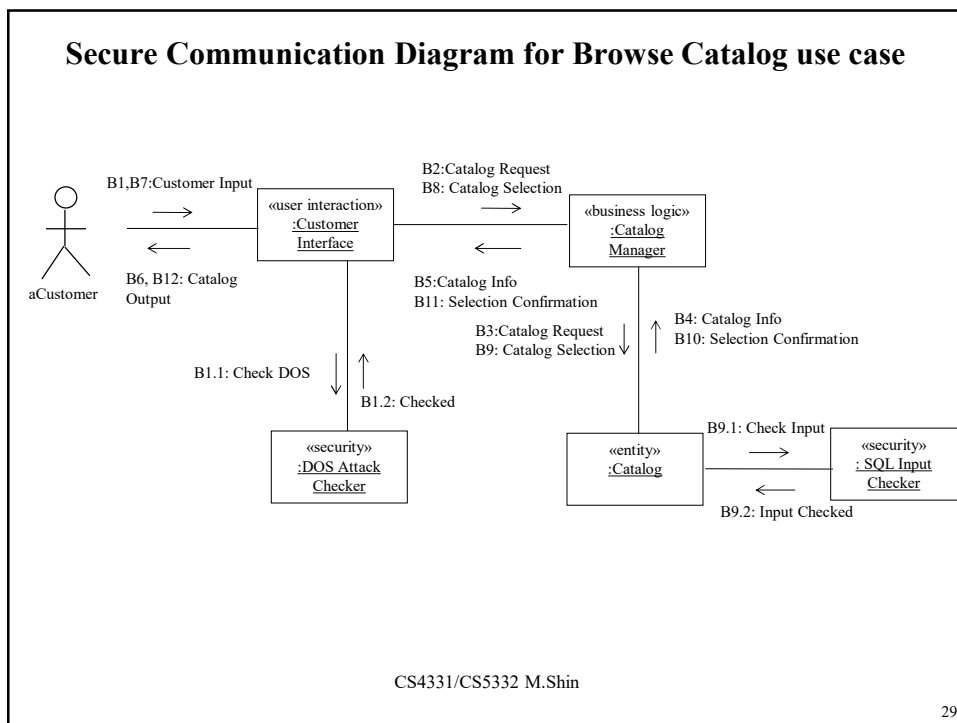 Secure Communication Diagram for Browse Catalog use case
B1,B7:Customer Input
B6, B12: Catalog
Output
aCustomer
«user interaction»
:Customer
Interface
B2:Catalog Request
B8: Catalog Selection
B5:Catalog Info
B11: Selection Confirmation
«business logic»
:Catalog
Manager
B3:Catalog Request
B9: Catalog Selection
B4: Catalog Info
B10: Selection Confirmation
B1.1: Check DOS
B1.2: Checked
«security»
:DOS Attack
Checker
«entity»
:Catalog
B9.1: Check Input
B9.2: Input Checked
«security»
: SQL Input
Checker
CS4331/CS5332 M.Shin
29